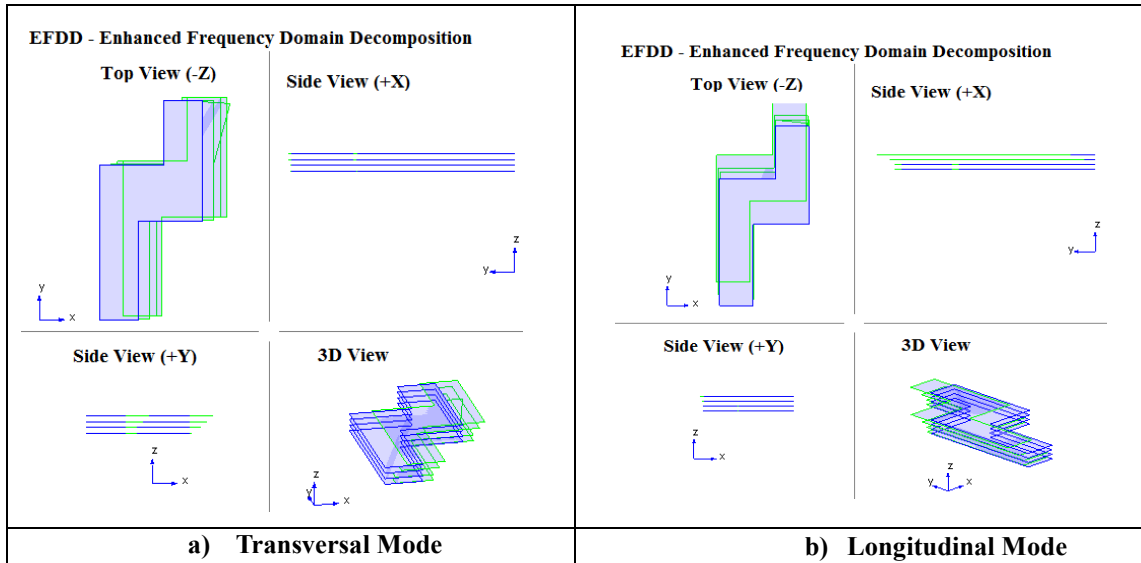 EFDD - Enhanced Frequency Domain Decomposition
Top View (-Z)
Side View (+X)
y
x
z
y
Side View (+Y)
3D View
z
x
z
y
x
a) Transversal Mode
EFDD - Enhanced Frequency Domain Decomposition
Top View (-Z)
Side View (+X)
y
x
z
y
Side View (+Y)
3D View
z
x
z
y
x
b) Longitudinal Mode